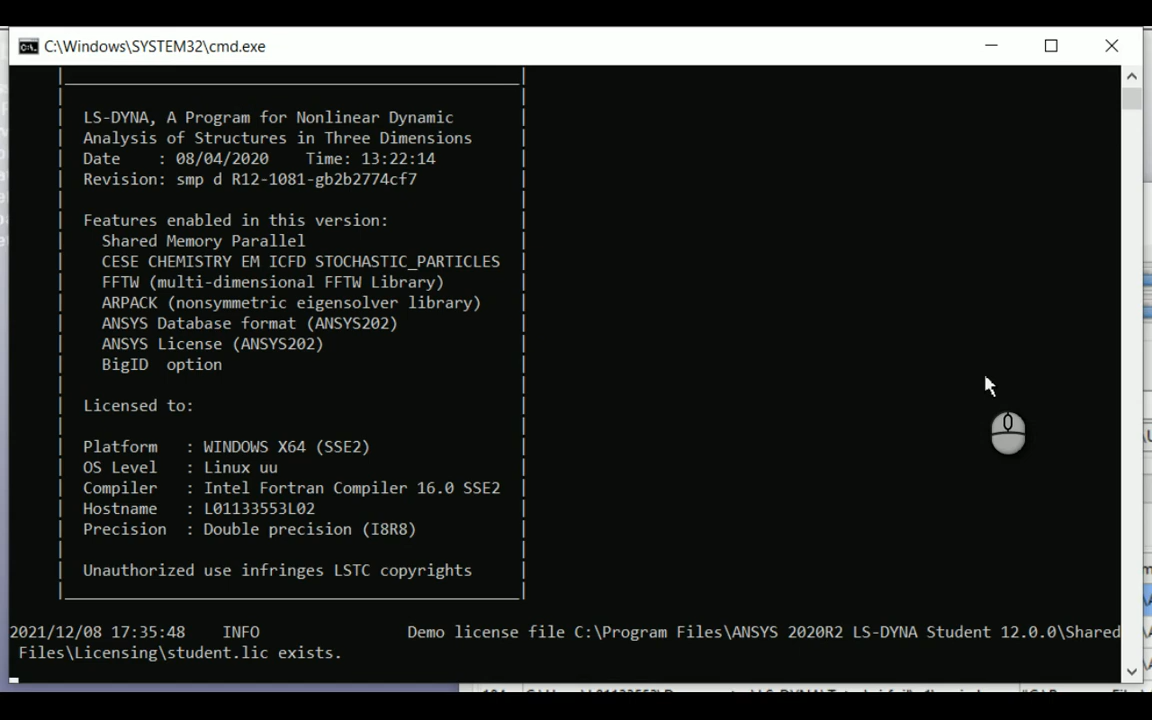 C:\Windows\SYSTEM32\cmd.exe
LS-DYNA, A Program for Nonlinear Dynamic
Analysis of Structures in Three Dimensions
Date : 08/04/2020 Time: 13:22:14
Revision: smp d R12-1081-gb2b2774cf7
Features enabled in this version:
Shared Memory Parallel
CESE CHEMISTRY EM ICFD STOCHASTIC_PARTICLES
FFTW (multi-dimensional FFTW Library)
ARPACK (nonsymmetric eigensolver library)
ANSYS Database format (ANSYS202)
ANSYS License (ANSYS202)
BigID option
Licensed to:
Platform : WINDOWS X64 (SSE2)
OS Level : Linux uu
Compiler : Intel Fortran Compiler 16.0 SSE2
Hostname : L01133553L02
Precision : Double precision (I8R8)
Unauthorized use infringes LSTC copyrights
2021/12/08 17:35:48 INFO Demo license file C:\Program Files\ANSYS 2020R2 LS-DYNA Student 12.0.0\Shared
Files\Licensing\student.lic exists.